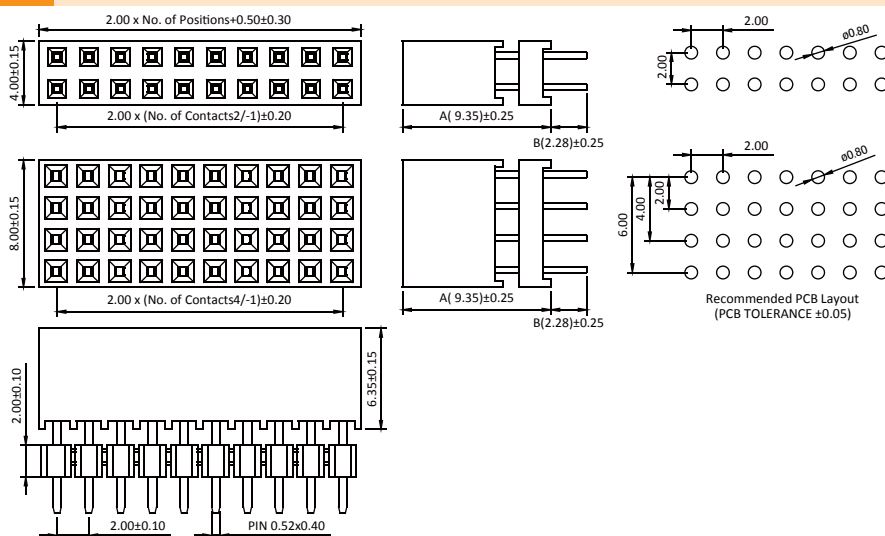 2.00 x No. of Positions+0.50±0.30
4.00±0.15
2.00 x (No. of Contacts2/-1)±0.20
A( 9.35)±0.25
B(2.28)±0.25
2.00
ø0.80
2.00
8.00±0.15
2.00 x (No. of Contacts4/-1)±0.20
A( 9.35)±0.25
B(2.28)±0.25
2.00
ø0.80
6.00
4.00
2.00
Recommended PCB Layout
(PCB TOLERANCE ±0.05)
2.00±0.10
6.35±0.15
2.00±0.10
PIN 0.52x0.40